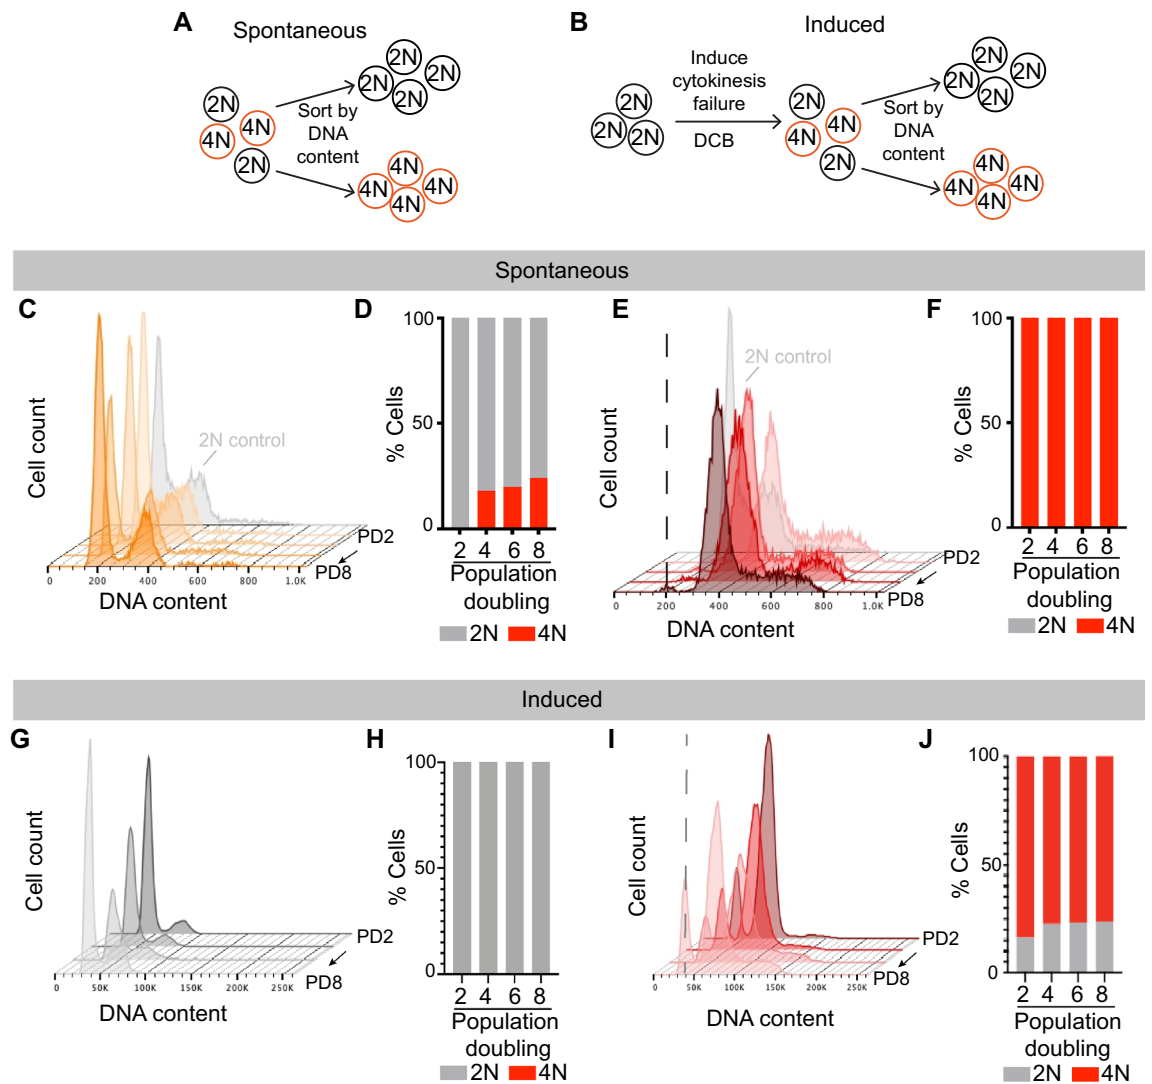 A
Spontaneous
2N
2N
2N
2N
2N
4N
4N
2N
Sort by
DNA
content
4N
4N
4N
4N
B
Induced
2N
2N
2N
Induce
cytokinesis
failure
DCB
2N
4N
4N
2N
Sort by
DNA
content
2N
2N
2N
2N
4N
4N
4N
4N
Spontaneous
C
Cell count
2N control
PD2
PD8
0 200 400 600 800 1.0K
DNA content
D
% Cells
100
50
0
2 4 6 8
Population
doubling
2N 4N
E
Cell count
2N control
PD2
PD8
0 200 400 600 800 1.0K
DNA content
F
% Cells
100
50
0
2 4 6 8
Population
doubling
2N 4N
Induced
G
Cell count
PD2
PD8
0 50K 100K 150K 200K 250K
DNA content
H
% Cells
100
50
0
2 4 6 8
Population
doubling
2N 4N
I
Cell count
PD2
PD8
0 50K 100K 150K 200K 250K
DNA content
J
% Cells
100
50
0
2 4 6 8
Population
doubling
2N 4N